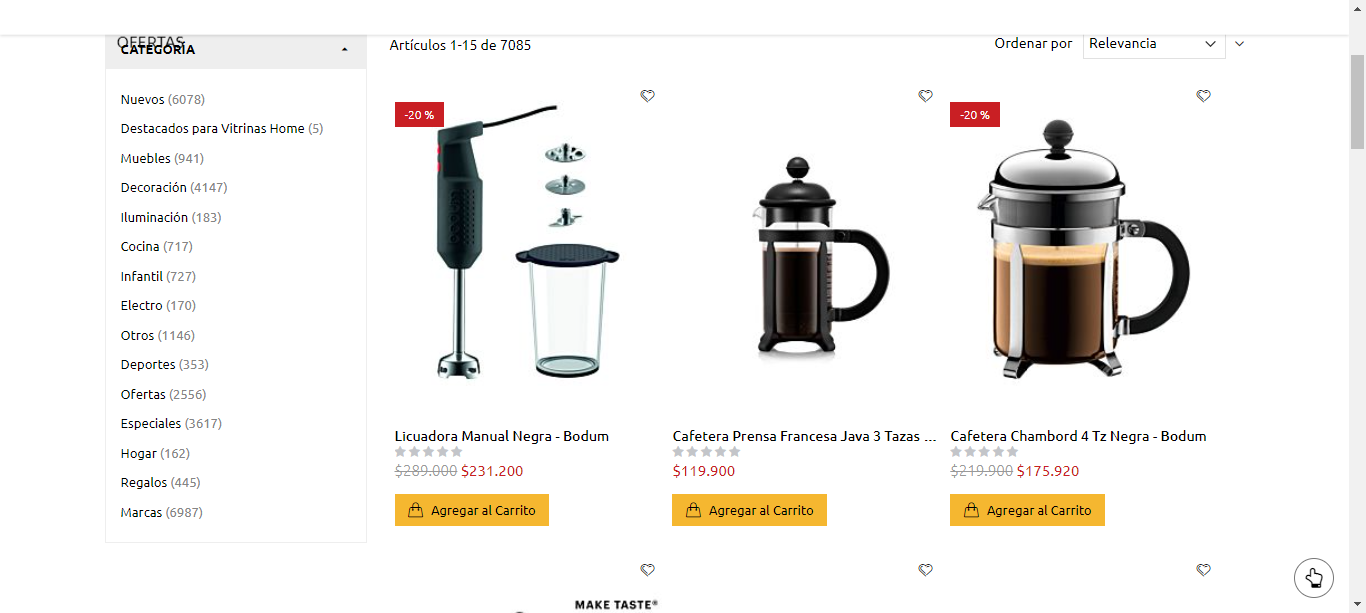 OFERTAS
CATEGORÍA
Artículos 1-15 de 7085
Ordenar por Relevancia
Nuevos (6078)
Destacados para Vitrinas Home (5)
Muebles (941)
Decoración (4147)
Iluminación (183)
Cocina (717)
Infantil (727)
Electro (170)
Otros (1146)
Deportes (353)
Ofertas (2556)
Especiales (3617)
Hogar (162)
Regalos (445)
Marcas (6987)
-20 %
Licuadora Manual Negra - Bodum
$289.000 $231.200
Agregar al Carrito
Cafetera Prensa Francesa Java 3 Tazas ...
$119.900
Agregar al Carrito
-20 %
Cafetera Chambord 4 Tz Negra - Bodum
$219.900 $175.920
Agregar al Carrito
MAKE TASTE®